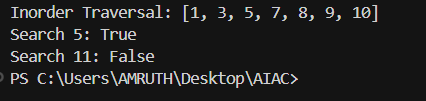 Inorder Traversal: [1, 3, 5, 7, 8, 9, 10]
Search 5: True
Search 11: False
PS C:\Users\AMRUTH\Desktop\AIAC>